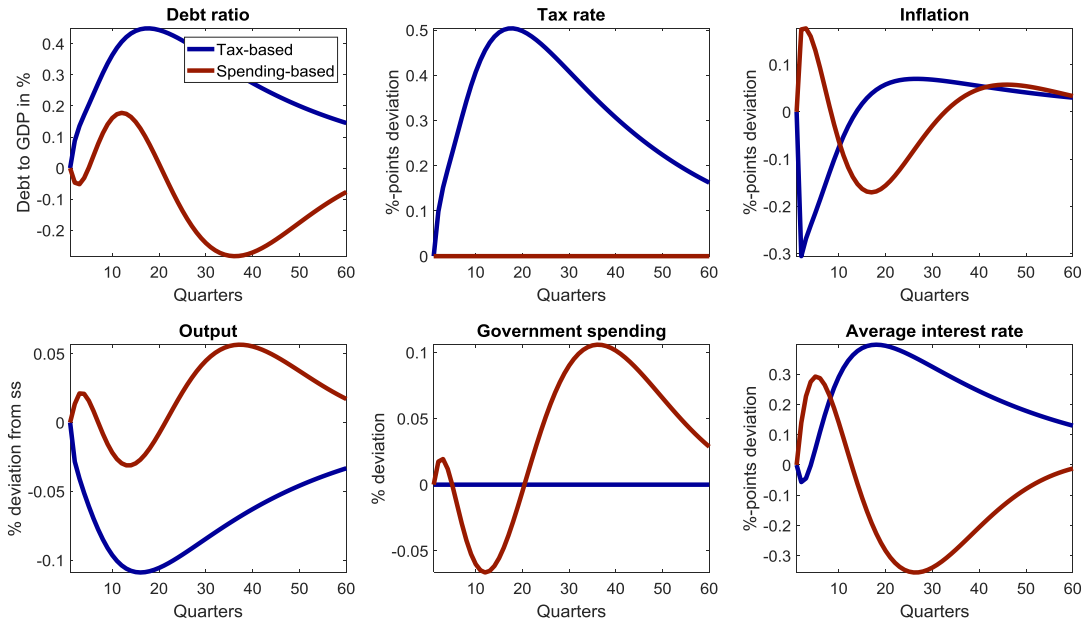 Debt ratio
Debt to GDP in %
0.4
0.3
0.2
0.1
0
-0.1
-0.2
10 20 30 40 50 60
Quarters
Tax-based
Spending-based
Tax rate
%-points deviation
0.5
0.4
0.3
0.2
0.1
0
10 20 30 40 50 60
Quarters
Inflation
%-points deviation
0.1
0
-0.1
-0.2
-0.3
10 20 30 40 50 60
Quarters
Output
% deviation from ss
0.05
0
-0.05
-0.1
10 20 30 40 50 60
Quarters
Government spending
% deviation
0.1
0.05
0
-0.05
10 20 30 40 50 60
Quarters
Average interest rate
%-points deviation
0.3
0.2
0.1
0
-0.1
-0.2
-0.3
10 20 30 40 50 60
Quarters